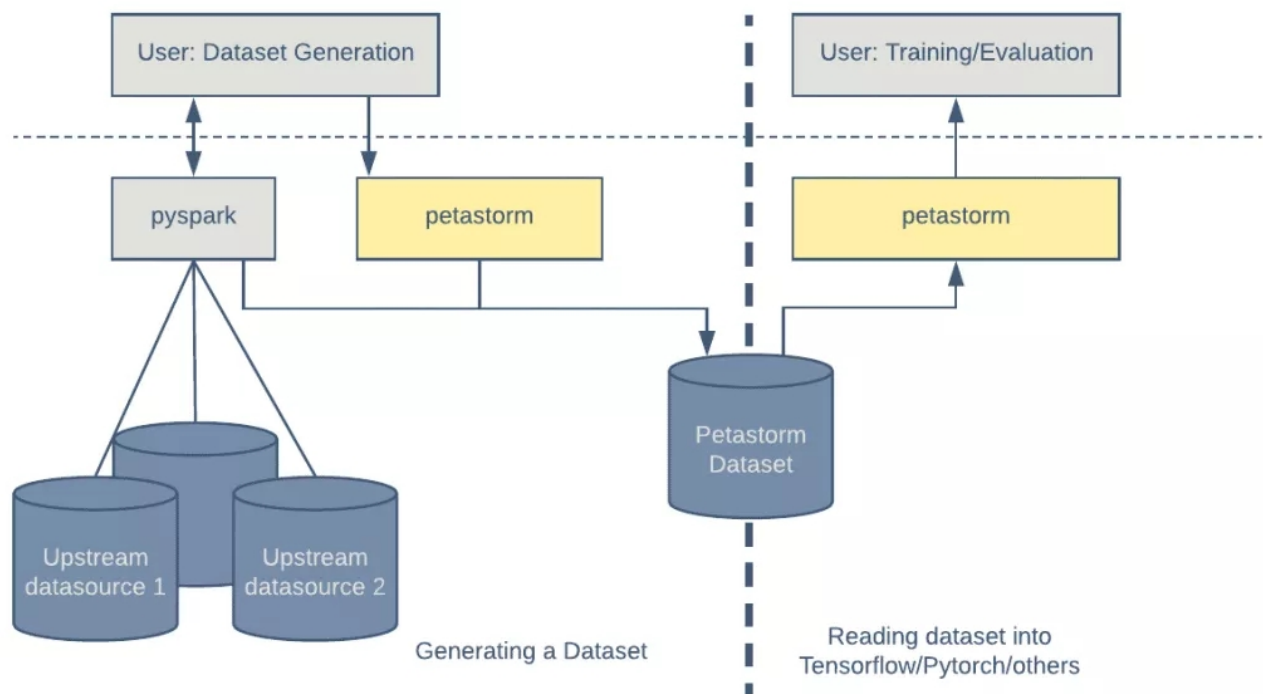 User: Dataset Generation
User: Training/Evaluation
pyspark
petastorm
petastorm
Petastorm
Dataset
Upstream
datasource 1
Upstream
datasource 2
Generating a Dataset
Reading dataset into
Tensorflow/Pytorch/others